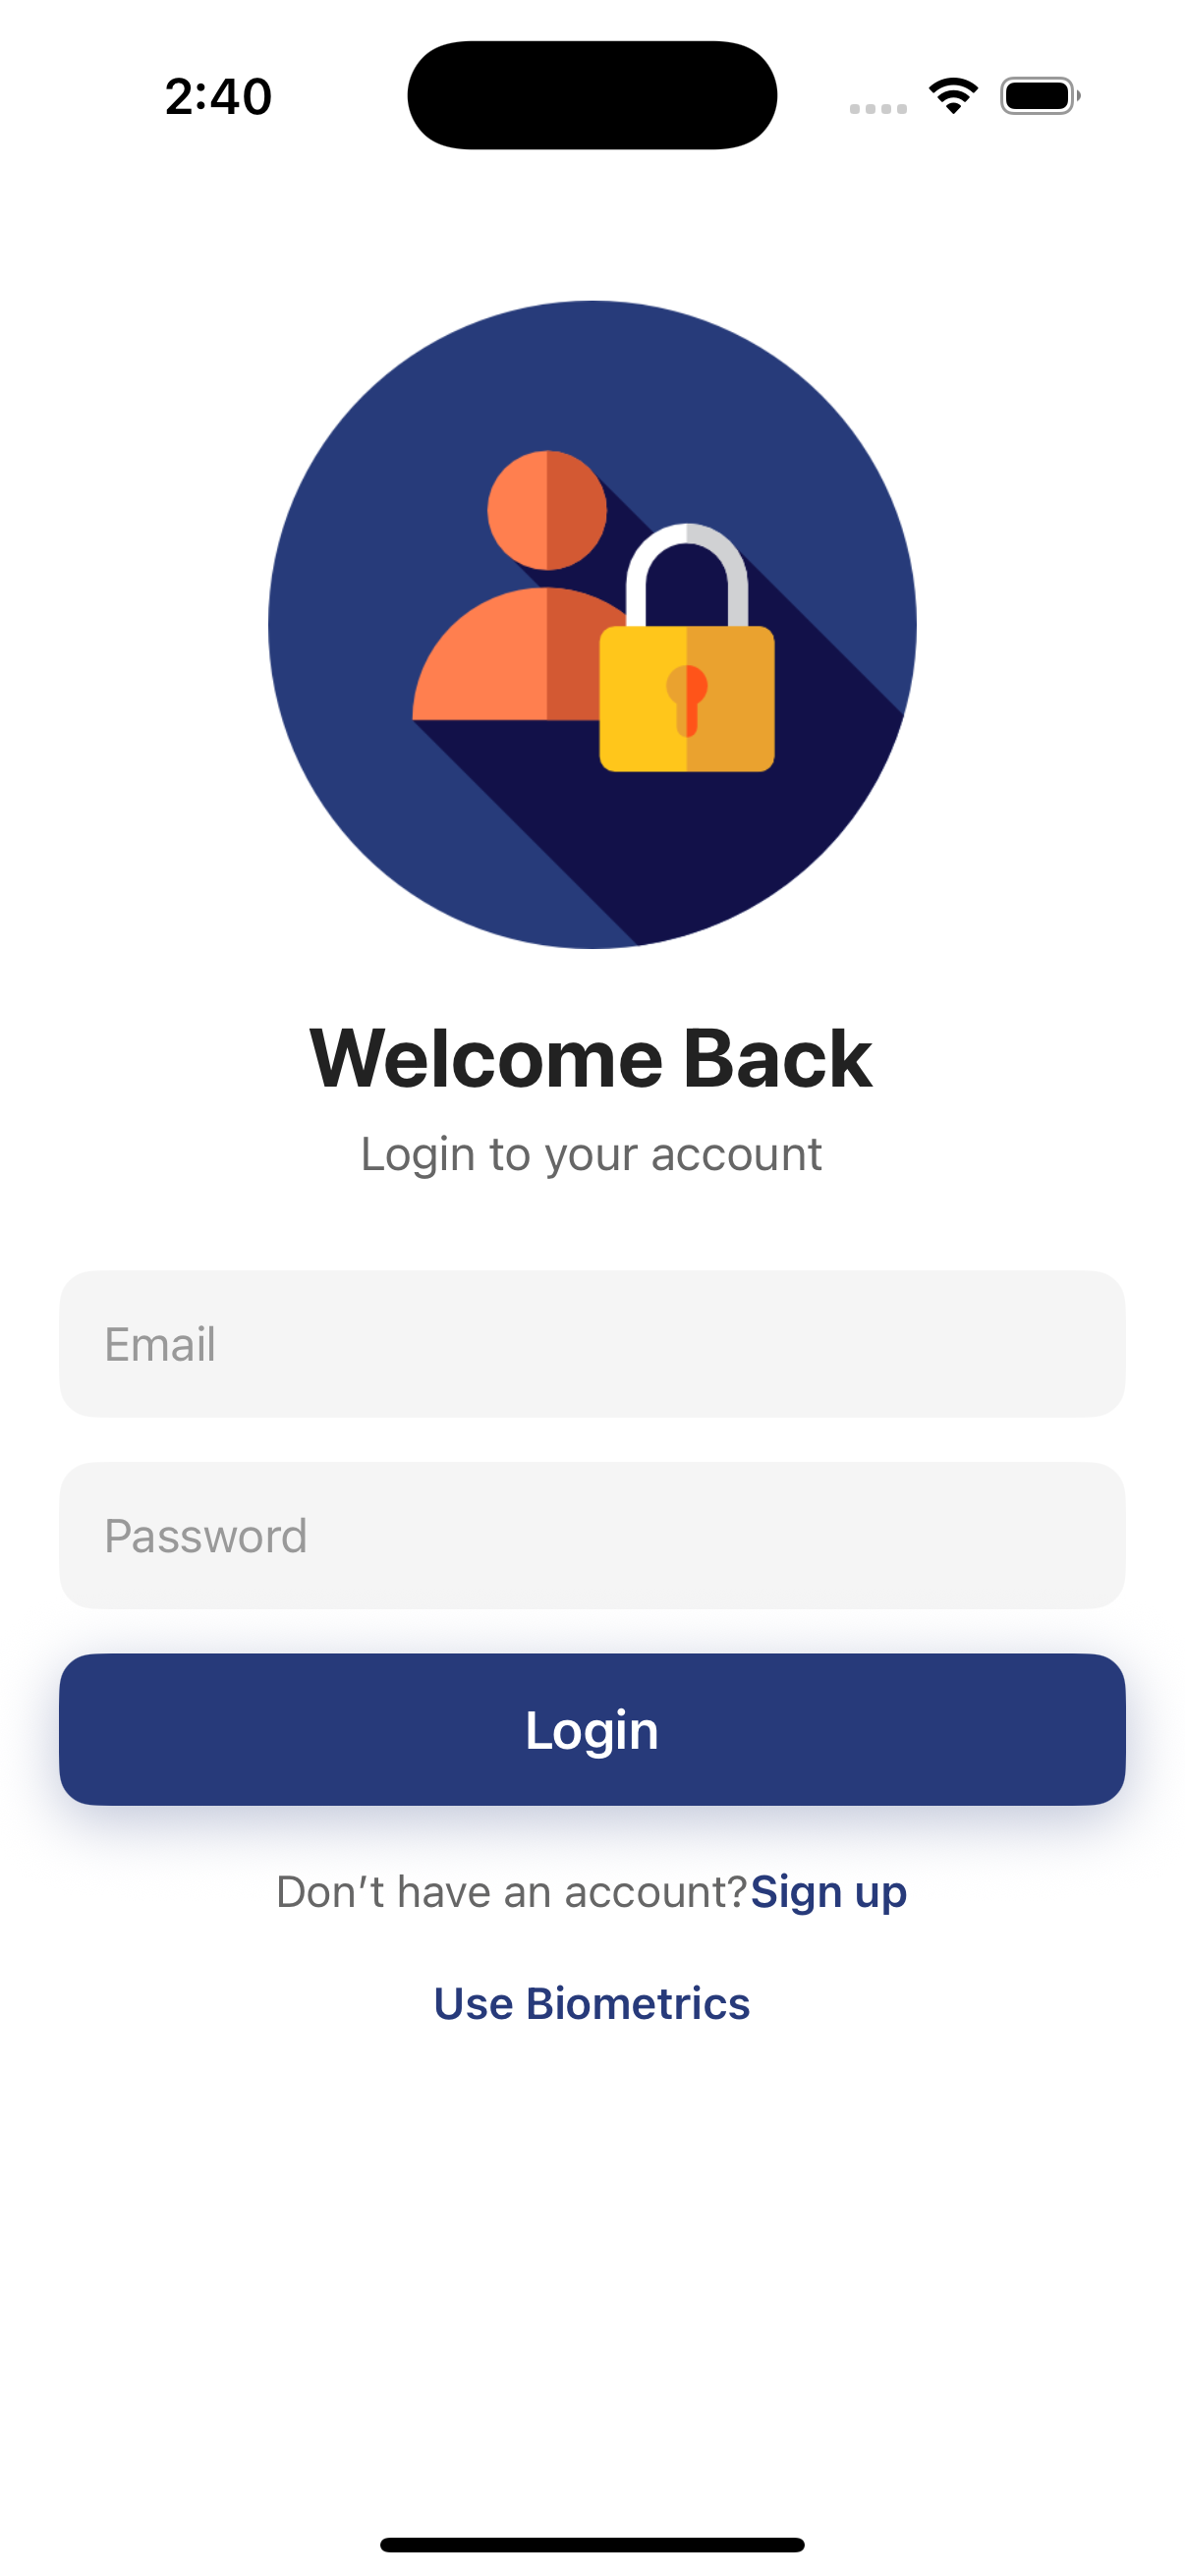 2:40
Welcome Back
Login to your account
Email
Password
Login
Don’t have an account?Sign up
Use Biometrics